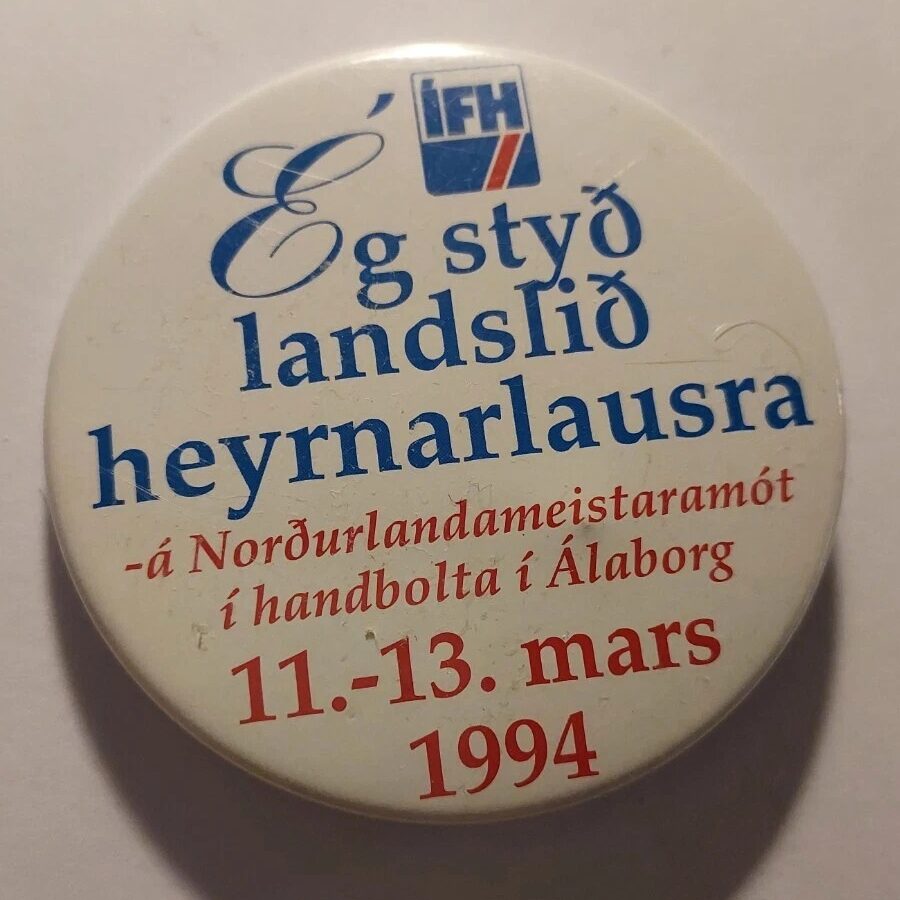 ÍFH
Ég styð
landslið
heyrnarlausra
-á Norðurlandameistaramót
í handbolta í Álaborg
11.-13. mars
1994